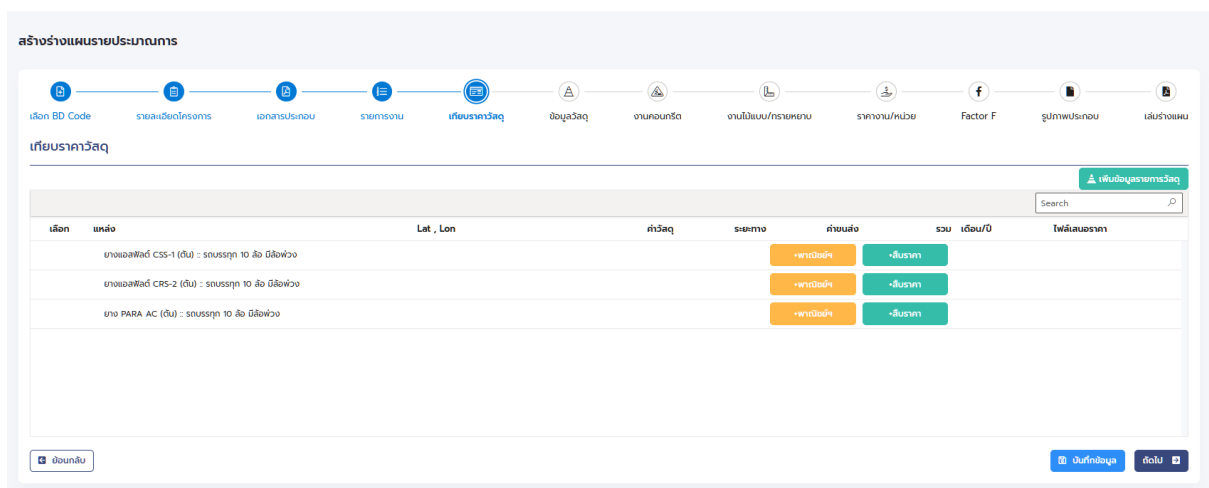 สร้างร่างแผนรายประมาณการ
เลือก BD Code รายละเอียดโครงการ เอกสารประกอบ รายการงาน เทียบราคาวัสดุ ข้อมูลวัสดุ งานคอนกรีต งานไม้แบบ/ทรายหยาบ ราคางาน/หน่วย Factor F รูปภาพประกอบ เล่มร่างแผน
เทียบราคาวัสดุ
เพิ่มข้อมูลรายการวัสดุ
Search
เลือก แหล่ง Lat , Lon ค่าวัสดุ ระยะทาง ค่าขนส่ง รวม เดือน/ปี ไฟล์เสนอราคา
ยางแอสฟัลต์ CSS-1 (ตัน) :: รถบรรทุก 10 ล้อ มีล้อพ่วง +พาณิชย์ฯ +สืบราคา
ยางแอสฟัลต์ CRS-2 (ตัน) :: รถบรรทุก 10 ล้อ มีล้อพ่วง +พาณิชย์ฯ +สืบราคา
ยาง PARA AC (ตัน) :: รถบรรทุก 10 ล้อ มีล้อพ่วง +พาณิชย์ฯ +สืบราคา
ย้อนกลับ บันทึกข้อมูล ถัดไป